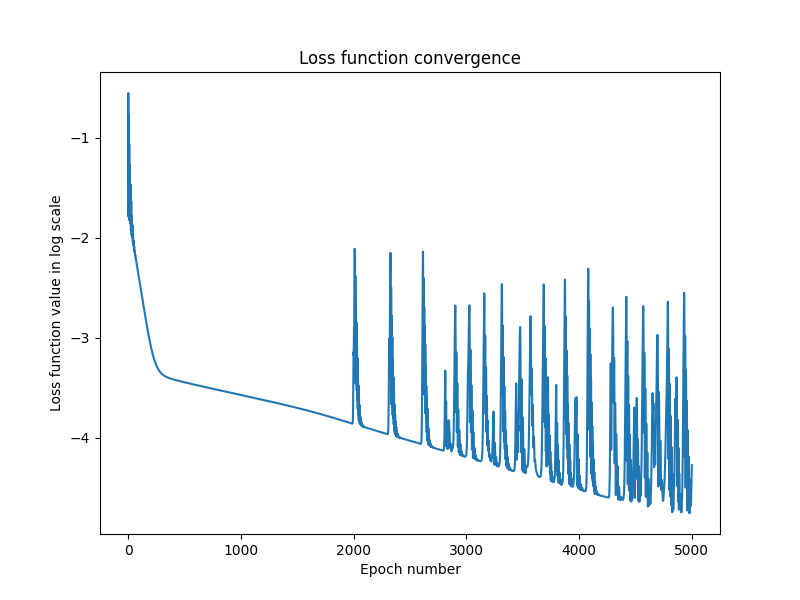 Loss function convergence
Loss function value in log scale
−1
−2
−3
−4
0 1000 2000 3000 4000 5000
Epoch number